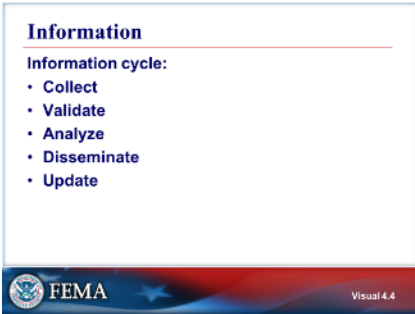 Information
Information cycle:
• Collect
• Validate
• Analyze
• Disseminate
• Update
FEMA
Visual 4.4